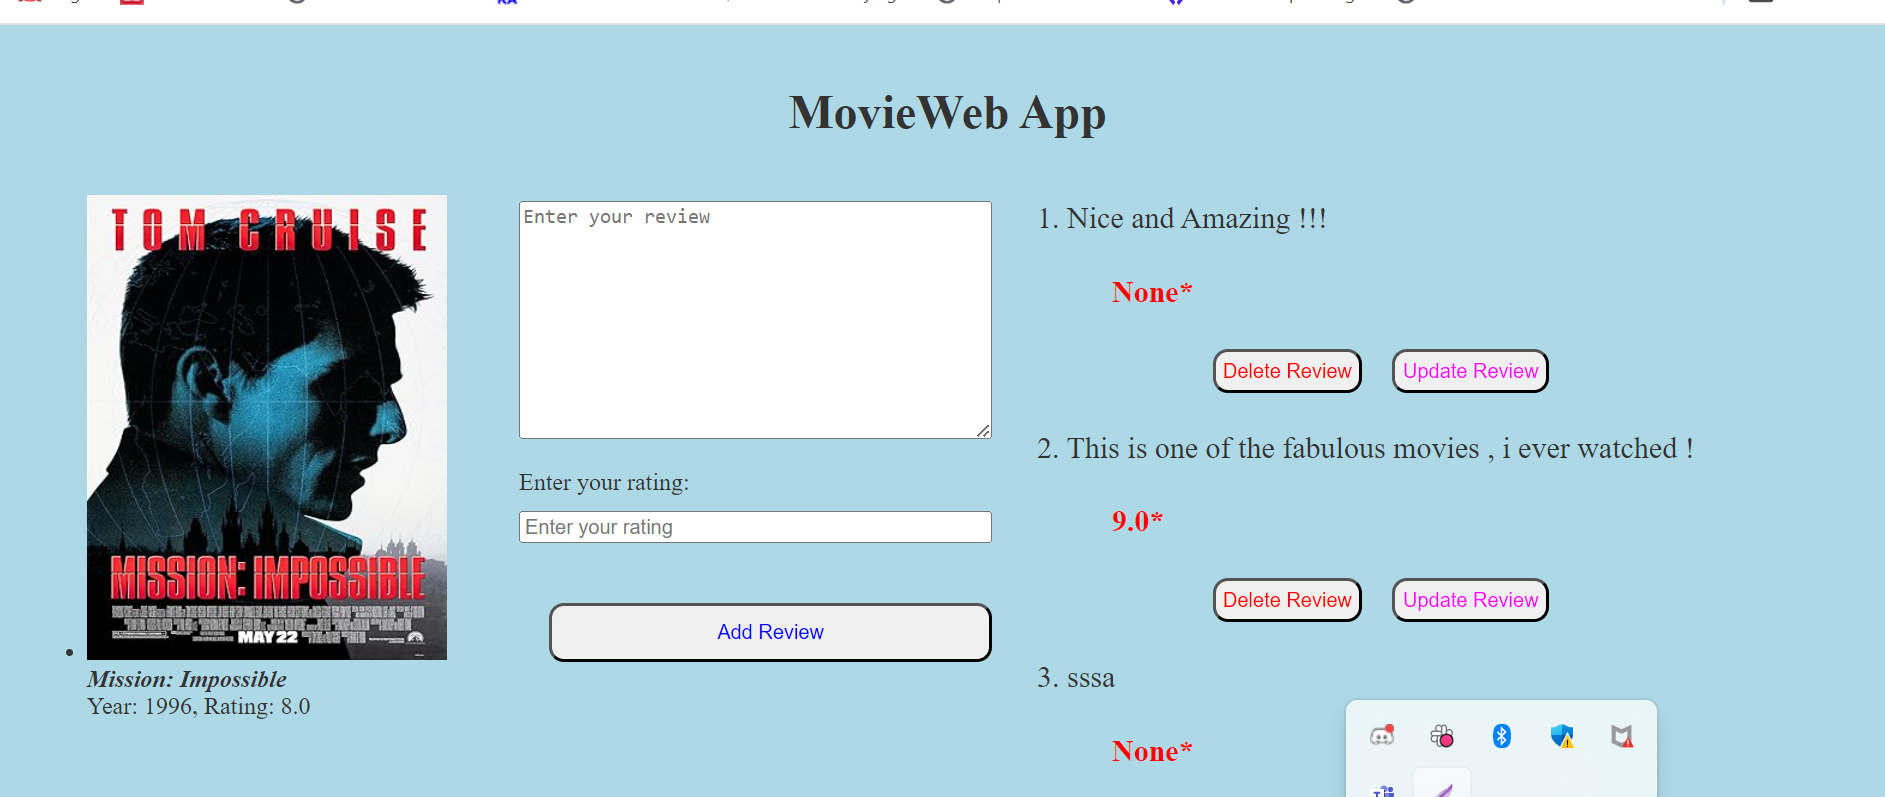 MovieWeb App
TOM CRUISE
MISSION: IMPOSSIBLE
MAY 22
Mission: Impossible
Year: 1996, Rating: 8.0
Enter your review
Enter your rating:
Enter your rating
Add Review
1. Nice and Amazing !!!
None*
Delete Review Update Review
2. This is one of the fabulous movies , i ever watched !
9.0*
Delete Review Update Review
3. sssa
None*